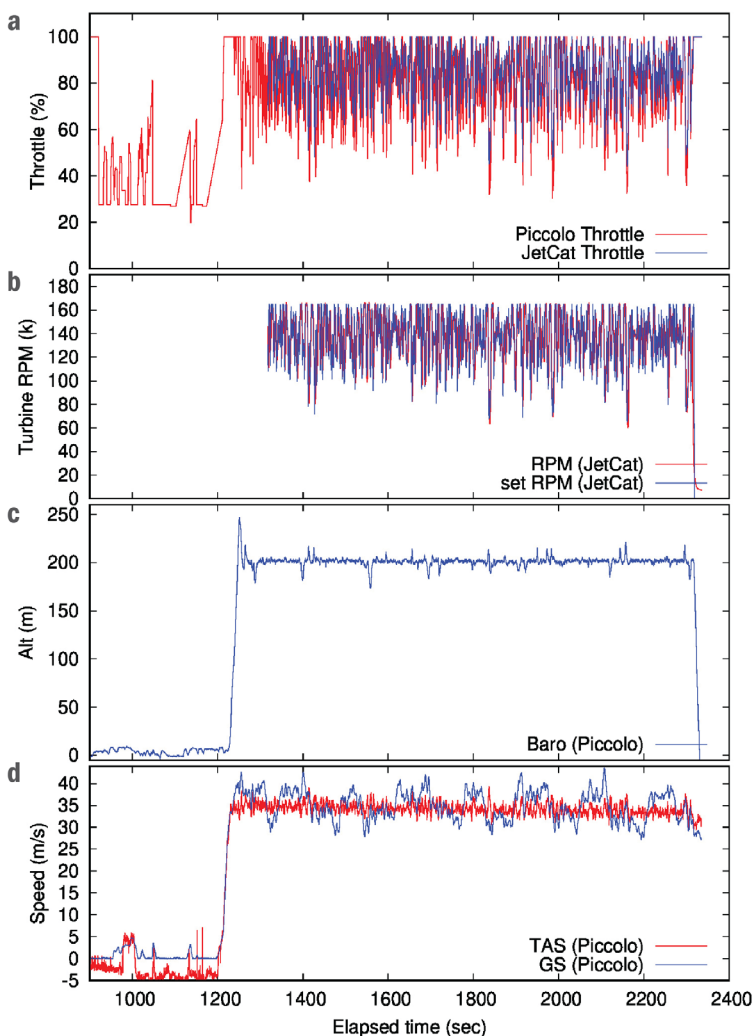 a
100
80
60
40
20
0
Throttle (%)
Piccolo Throttle
JetCat Throttle
b
180
160
140
120
100
80
60
40
20
0
Turbine RPM (k)
RPM (JetCat)
set RPM (JetCat)
c
250
200
150
100
50
0
Alt (m)
Baro (Piccolo)
d
40
35
30
25
20
15
10
5
0
-5
Speed (m/s)
TAS (Piccolo)
GS (Piccolo)
1000 1200 1400 1600 1800 2000 2200 2400
Elapsed time (sec)